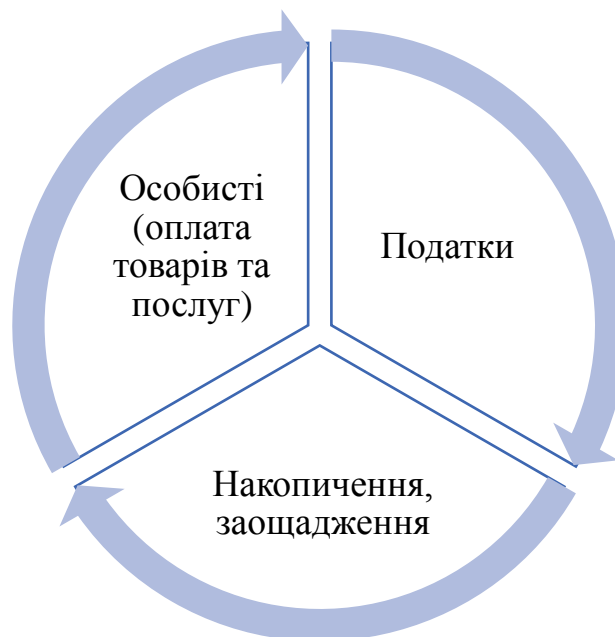 Особисті
(оплата
товарів та
послуг)
Податки
Накопичення,
заощадження